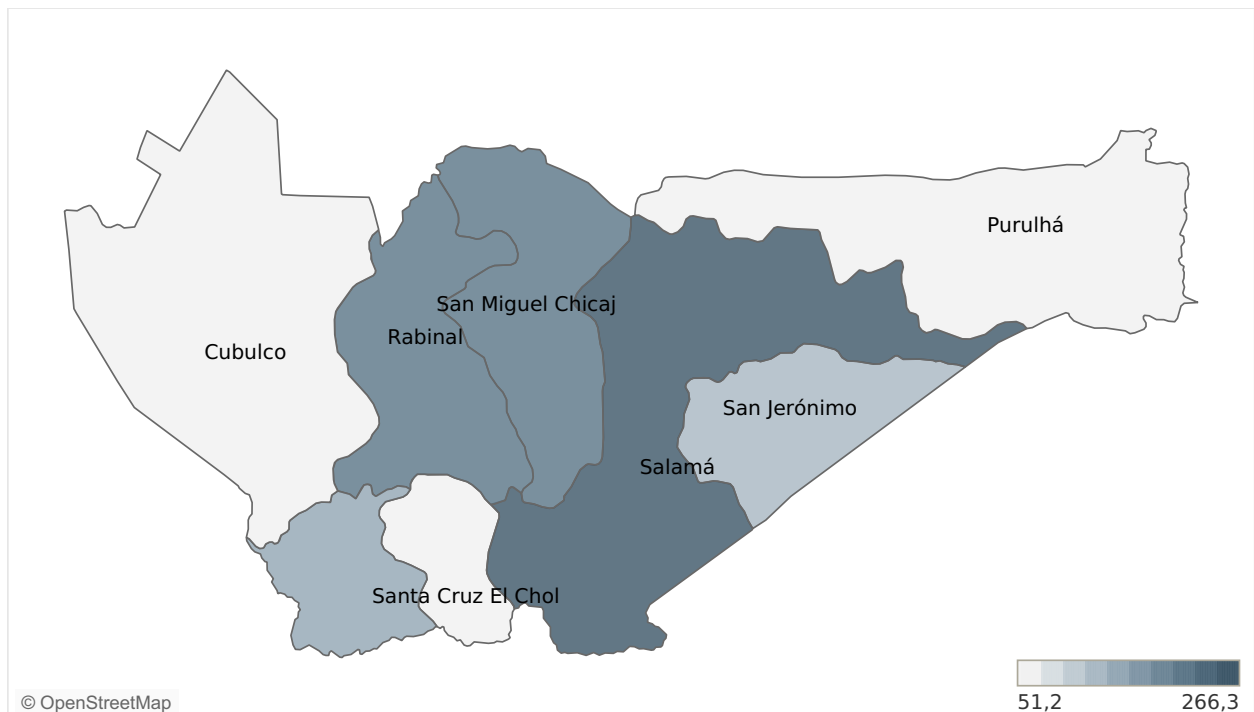 Purulhá
San Miguel Chicaj
Rabinal
Cubulco
San Jerónimo
Salamá
Santa Cruz El Chol
© OpenStreetMap
51,2
266,3